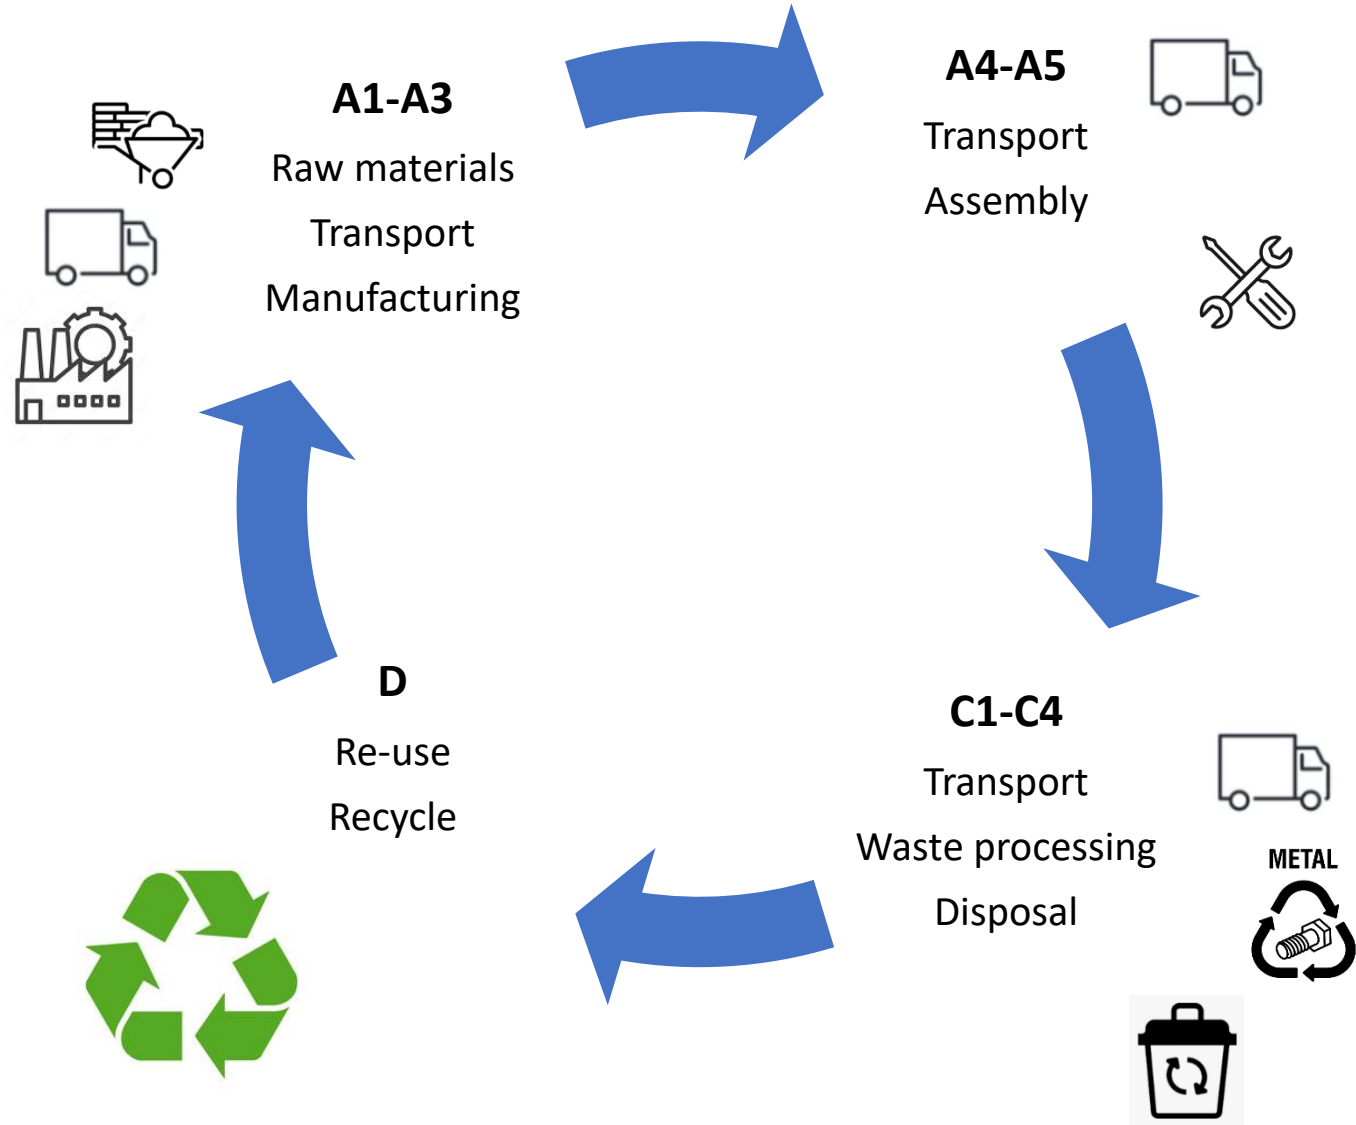 A1-A3
Raw materials
Transport
Manufacturing
A4-A5
Transport
Assembly
C1-C4
Transport
Waste processing
Disposal
METAL
D
Re-use
Recycle